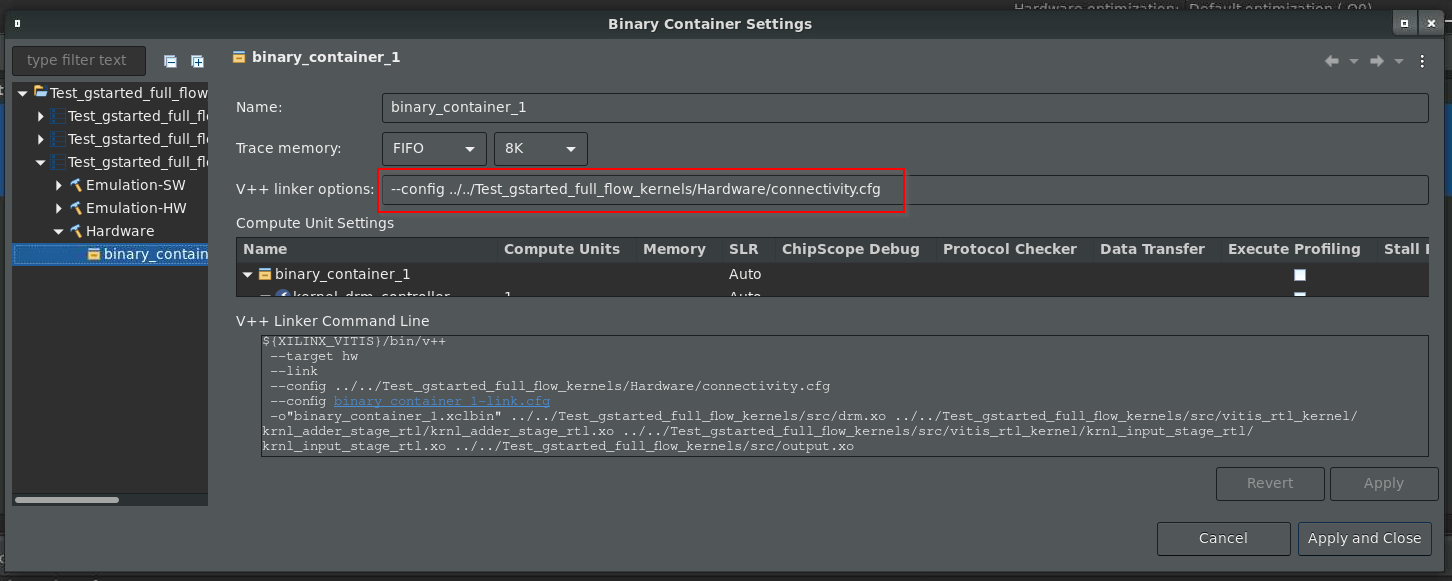 Hardware optimization: Default optimization (-O0)
Binary Container Settings
type filter text
binary_container_1
Test_gstarted_full_flow
Test_gstarted_full_fl
Test_gstarted_full_fl
Test_gstarted_full_fl
Emulation-SW
Emulation-HW
Hardware
binary_contain
Name: binary_container_1
Trace memory: FIFO 8K
V++ linker options: --config ../../Test_gstarted_full_flow_kernels/Hardware/connectivity.cfg
Compute Unit Settings
Name Compute Units Memory SLR ChipScope Debug Protocol Checker Data Transfer Execute Profiling Stall
binary_container_1 Auto
kernel_drm_controller 1 Auto
V++ Linker Command Line
${XILINX_VITIS}/bin/v++
--target hw
--link
--config ../../Test_gstarted_full_flow_kernels/Hardware/connectivity.cfg
--config binary_container_1-link.cfg
-o"binary_container_1.xclbin" ../../Test_gstarted_full_flow_kernels/src/drm.xo ../../Test_gstarted_full_flow_kernels/src/vitis_rtl_kernel/
krnl_adder_stage_rtl/krnl_adder_stage_rtl.xo ../../Test_gstarted_full_flow_kernels/src/vitis_rtl_kernel/krnl_input_stage_rtl/
krnl_input_stage_rtl.xo ../../Test_gstarted_full_flow_kernels/src/output.xo
Revert Apply
Cancel Apply and Close